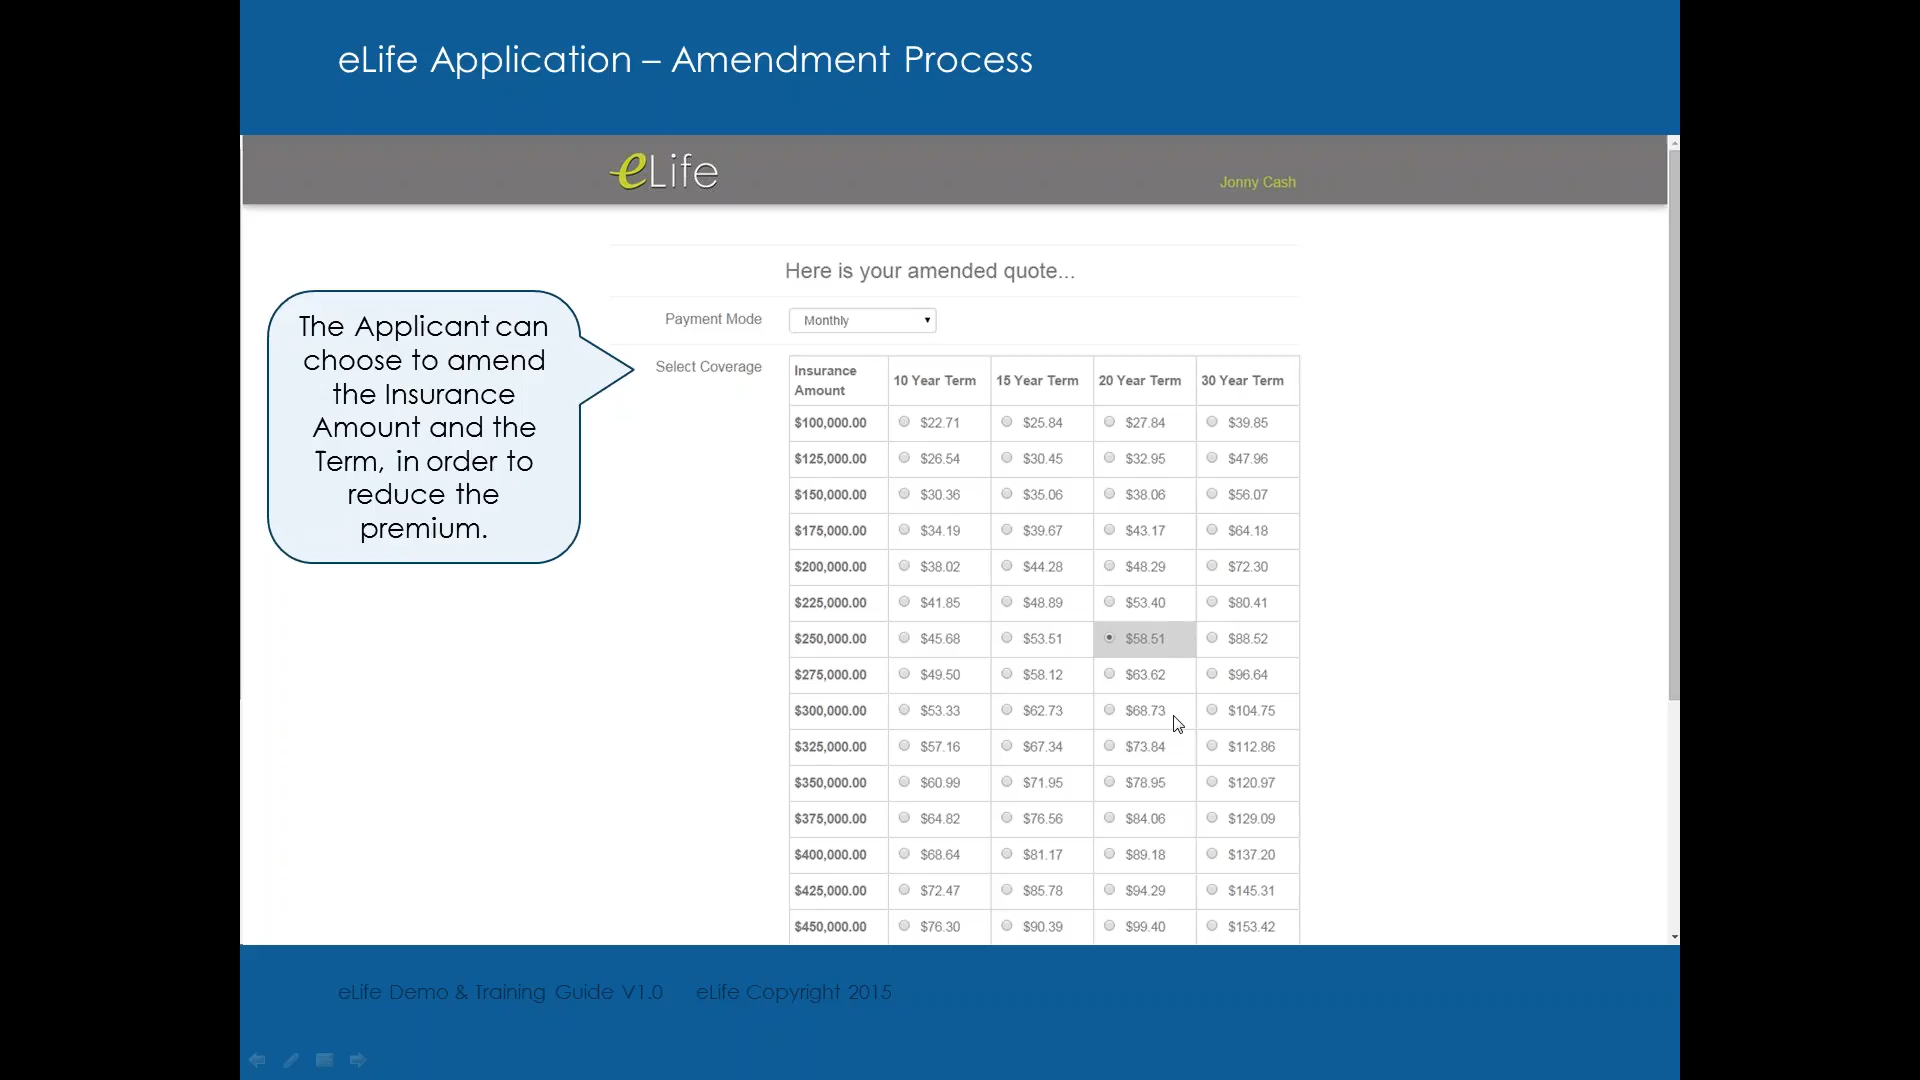 eLife Application – Amendment Process
eLife
Jonny Cash
Here is your amended quote...
Payment Mode
Monthly
The Applicant can
choose to amend
the Insurance
Amount and the
Term, in order to
reduce the
premium.
Select Coverage
Insurance Amount 10 Year Term 15 Year Term 20 Year Term 30 Year Term
$100,000.00 $22.71 $25.84 $27.84 $39.85
$125,000.00 $26.54 $30.45 $32.95 $47.96
$150,000.00 $30.36 $35.06 $38.06 $56.07
$175,000.00 $34.19 $39.67 $43.17 $64.18
$200,000.00 $38.02 $44.28 $48.29 $72.30
$225,000.00 $41.85 $48.89 $53.40 $80.41
$250,000.00 $45.68 $53.51 $58.51 $88.52
$275,000.00 $49.50 $58.12 $63.62 $96.64
$300,000.00 $53.33 $62.73 $68.73 $104.75
$325,000.00 $57.16 $67.34 $73.84 $112.86
$350,000.00 $60.99 $71.95 $78.95 $120.97
$375,000.00 $64.82 $76.56 $84.06 $129.09
$400,000.00 $68.64 $81.17 $89.18 $137.20
$425,000.00 $72.47 $85.78 $94.29 $145.31
$450,000.00 $76.30 $90.39 $99.40 $153.42
eLife Demo & Training Guide V1.0 eLife Copyright 2015